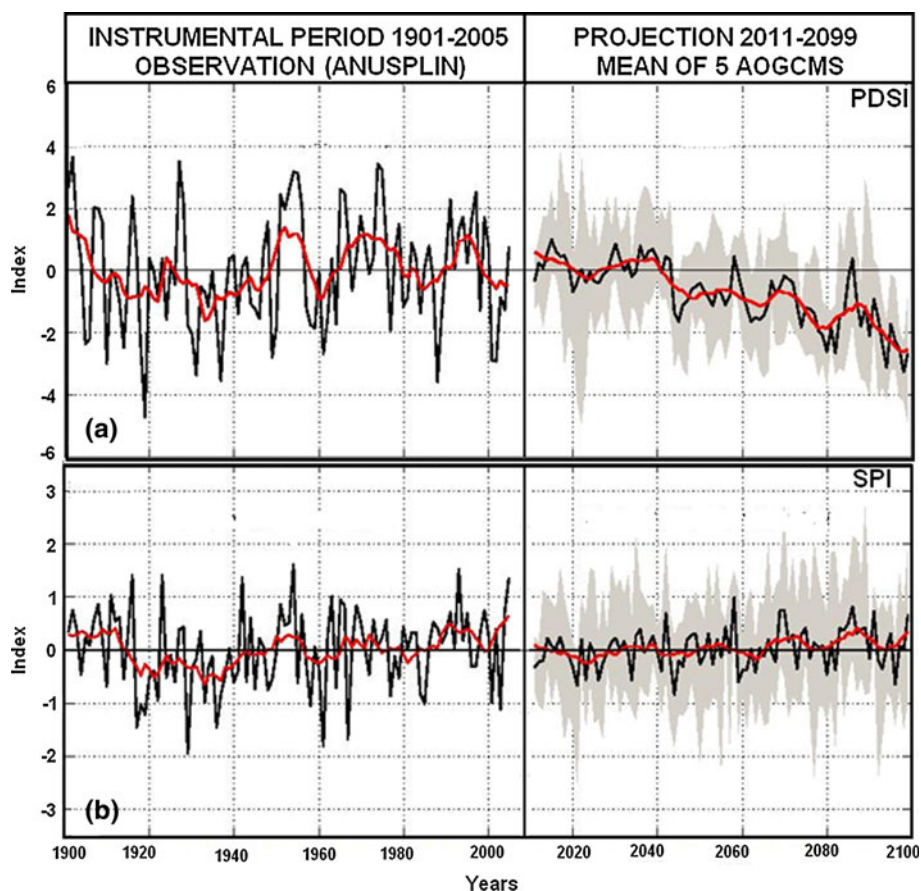 INSTRUMENTAL PERIOD 1901-2005
OBSERVATION (ANUSPLIN)
PROJECTION 2011-2099
MEAN OF 5 AOGCMS
PDSI
6
4
2
0
-2
-4
-6
Index
(a)
SPI
3
2
1
0
-1
-2
-3
Index
(b)
1900 1920 1940 1960 1980 2000 2020 2040 2060 2080 2100
Years